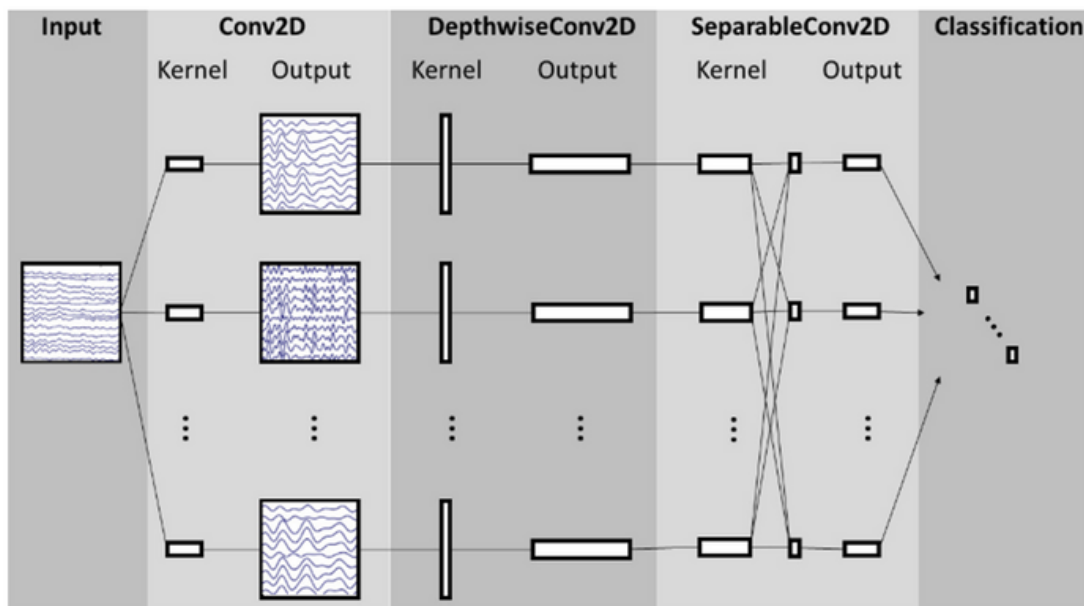 Input Conv2D DepthwiseConv2D SeparableConv2D Classification
Kernel Output Kernel Output Kernel Output